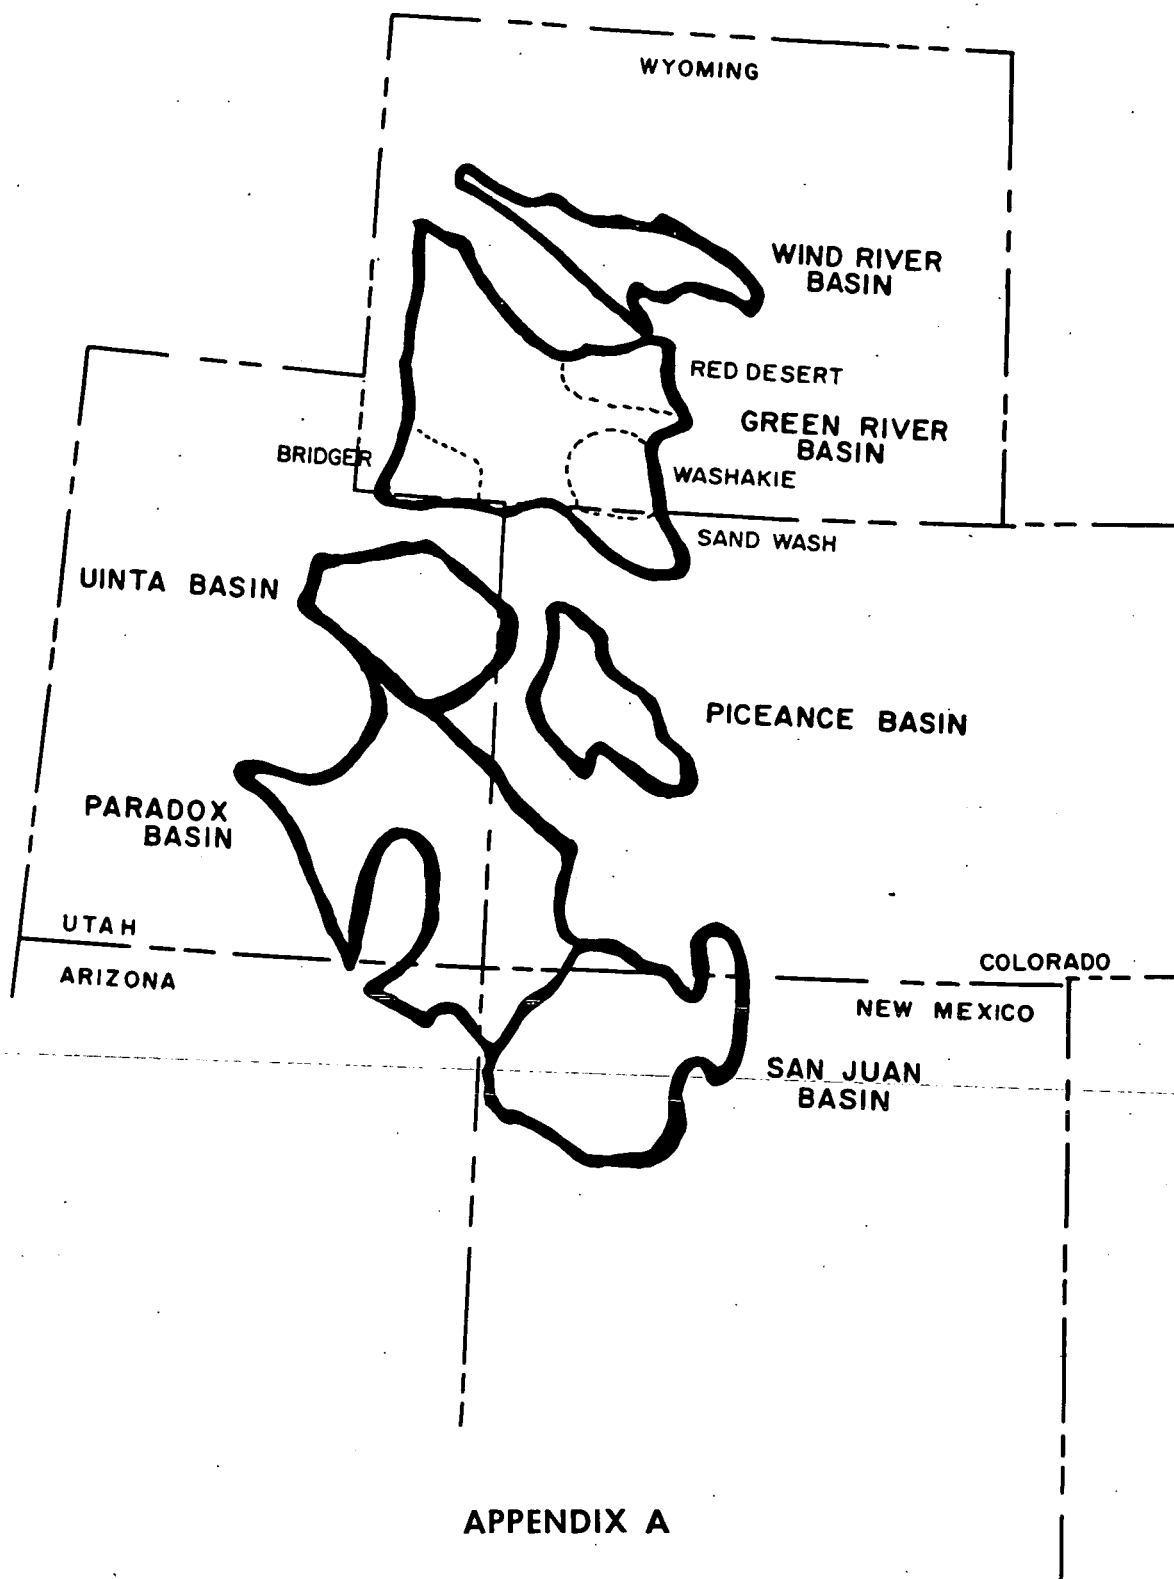 WYOMING
WIND RIVER
BASIN
RED DESERT
GREEN RIVER
BASIN
BRIDGER
WASHAKIE
SAND WASH
UINTA BASIN
PICEANCE BASIN
PARADOX
BASIN
UTAH
ARIZONA
COLORADO
NEW MEXICO
SAN JUAN
BASIN
APPENDIX A